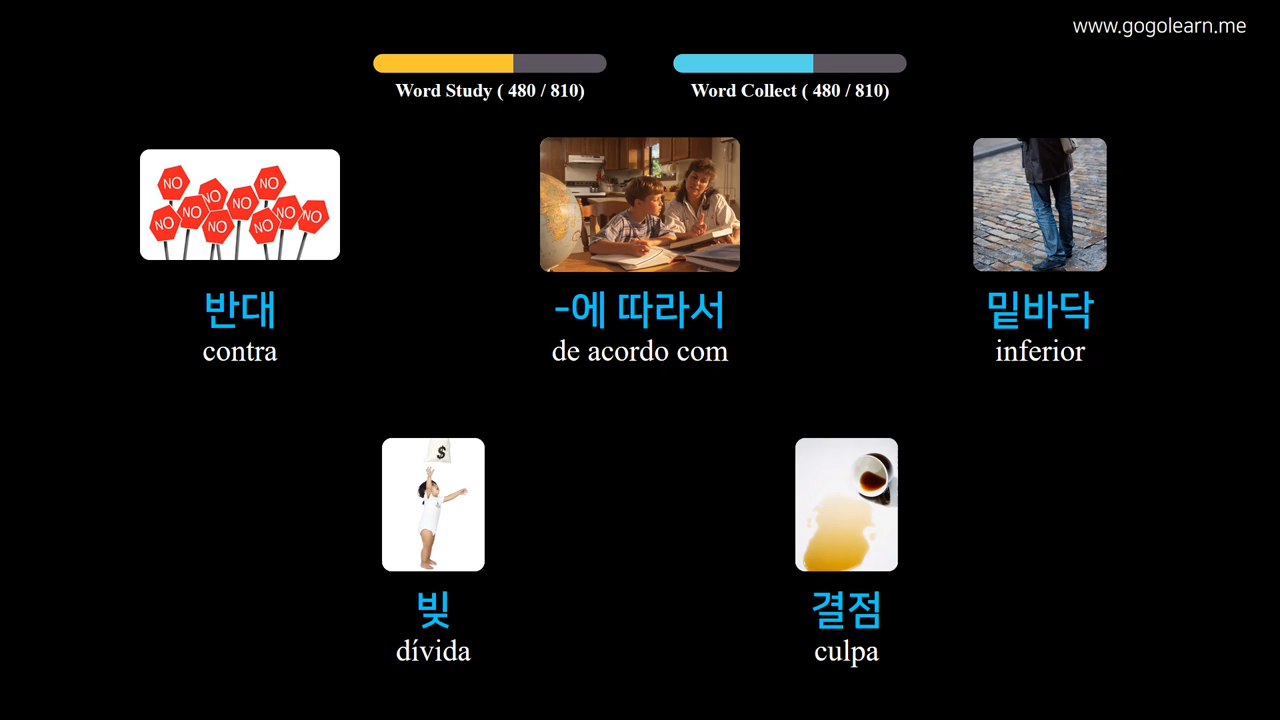 www.gogolearn.me
Word Study ( 480 / 810)
Word Collect ( 480 / 810)
NO
NO
NO
NO
NO
NO
NO
NO
NO
NO
반대
contra
-에 따라서
de acordo com
밑바닥
inferior
$
빚
dívida
결점
culpa